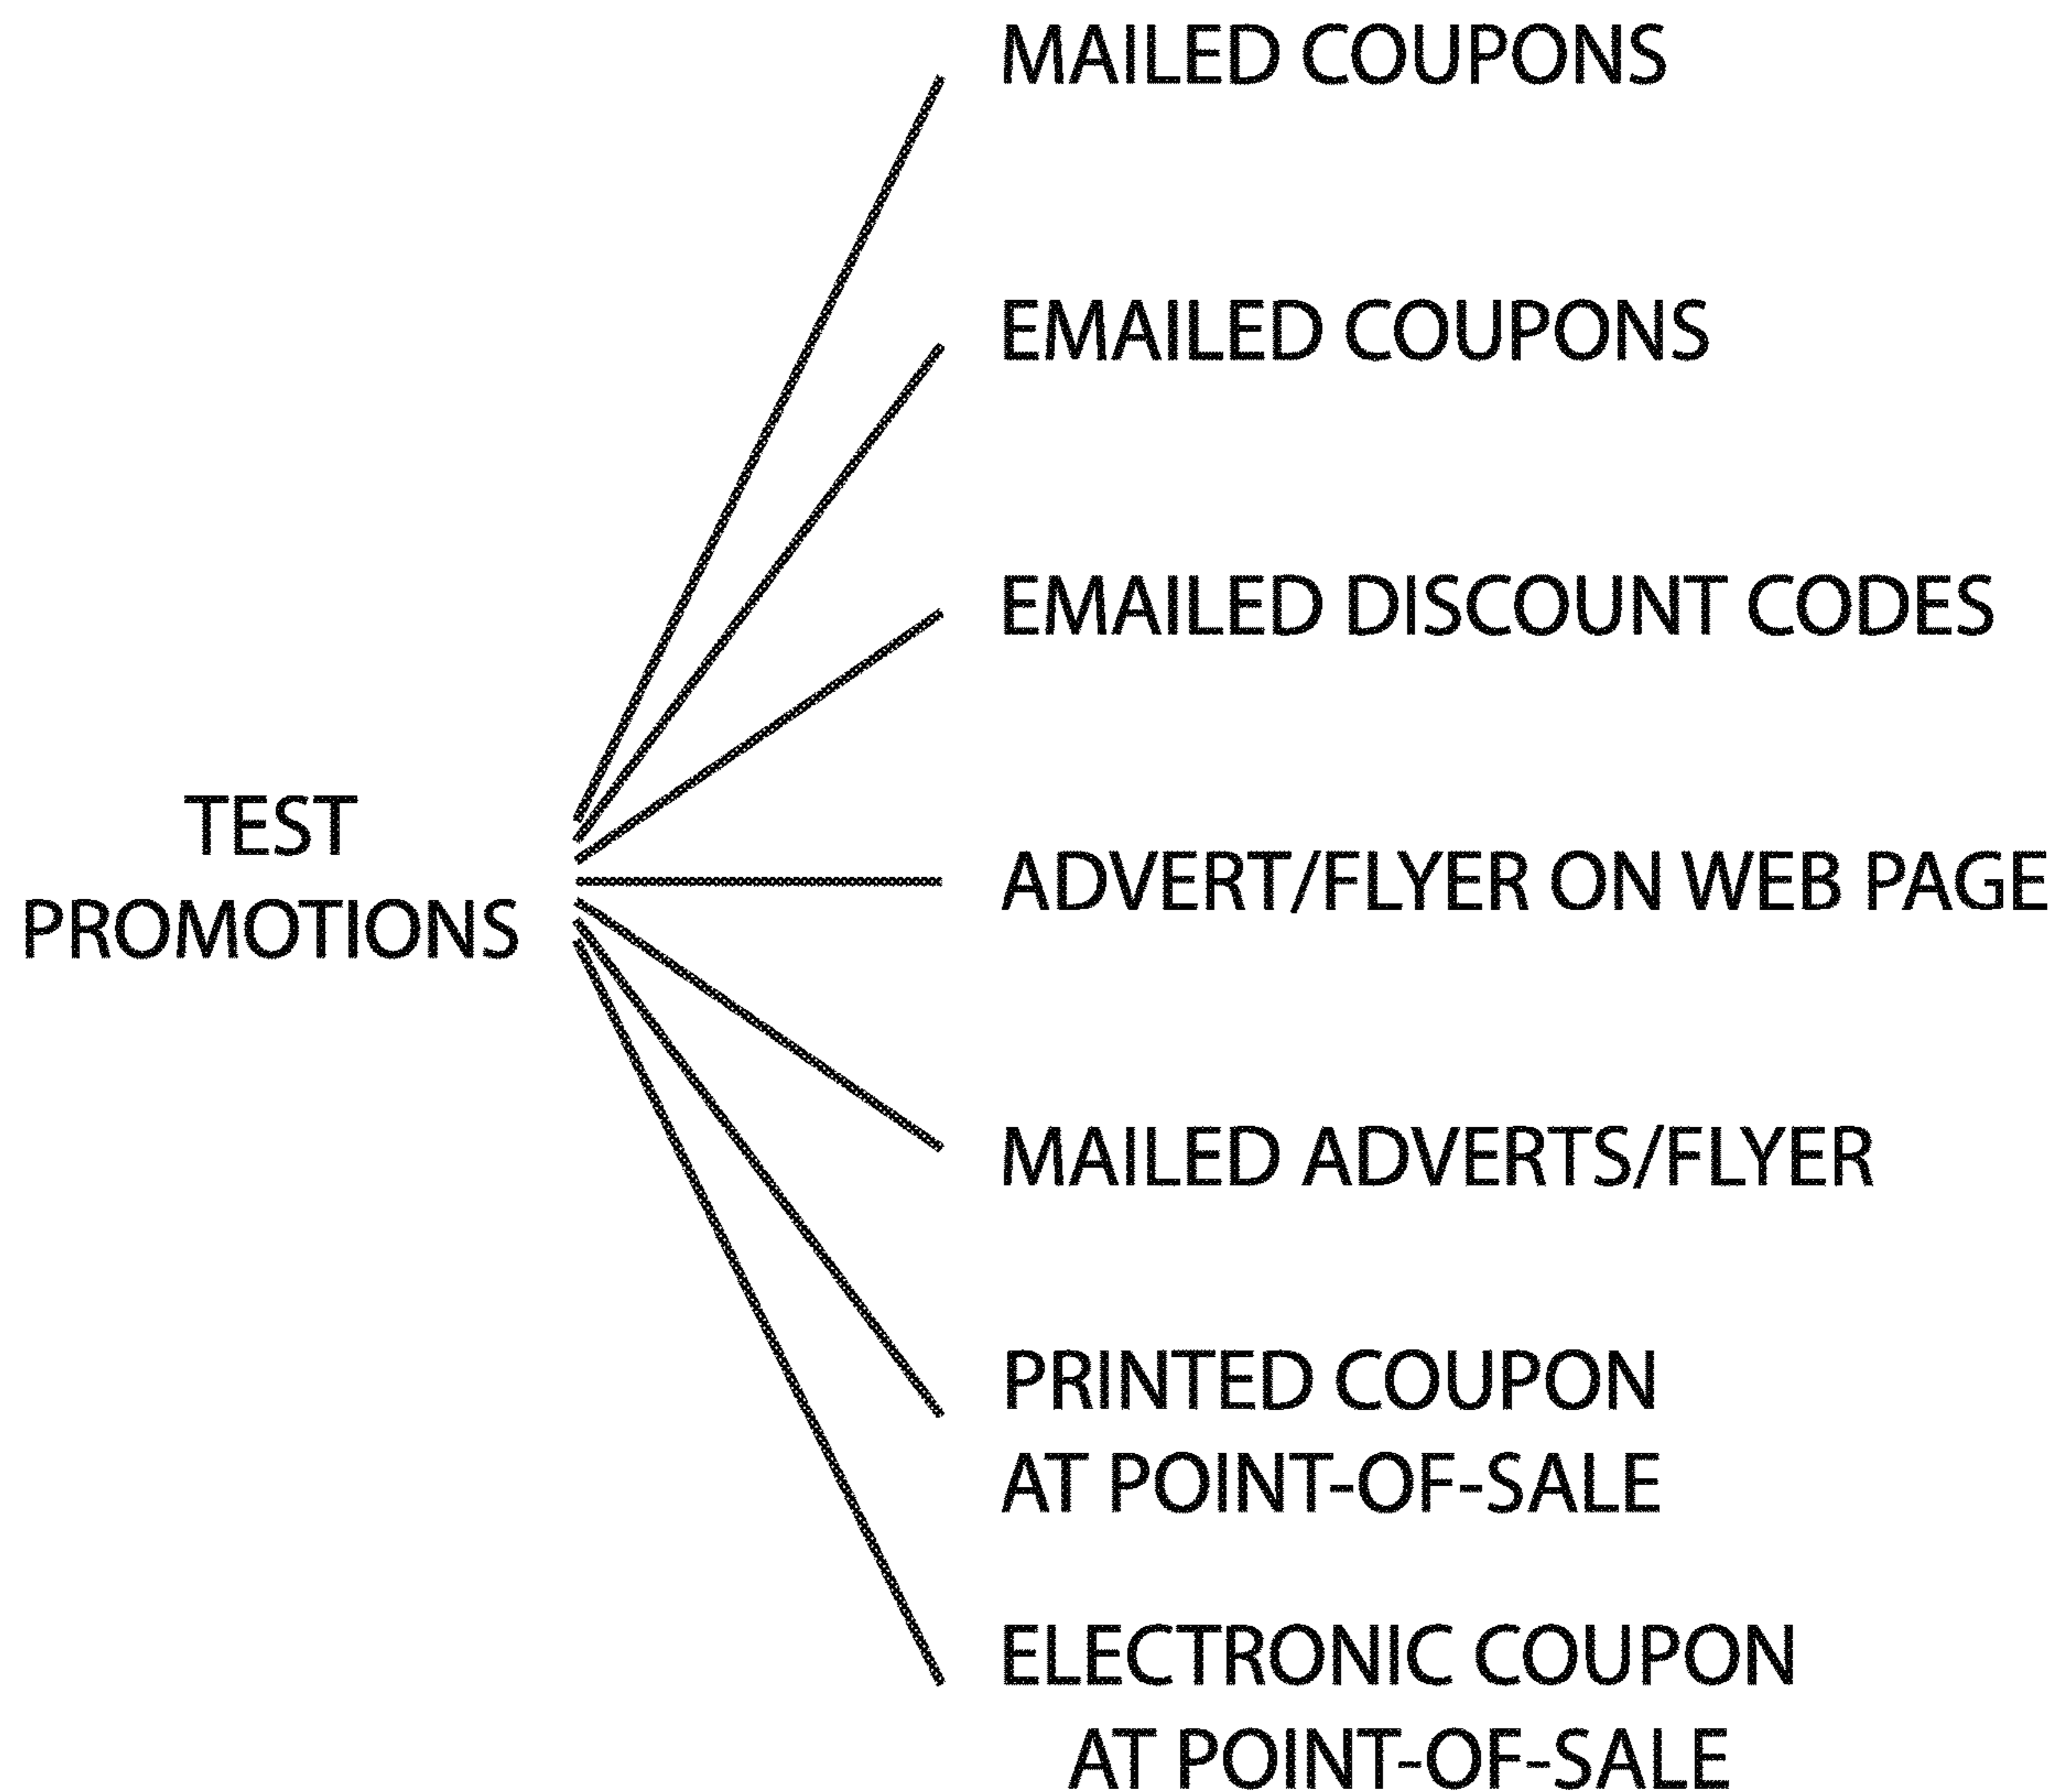 MAILED COUPONS
EMAILED COUPONS
EMAILED DISCOUNT CODES
TEST
PROMOTIONS
ADVERT/FLYER ON WEB PAGE
MAILED ADVERTS/FLYER
PRINTED COUPON
AT POINT-OF-SALE
ELECTRONIC COUPON
AT POINT-OF-SALE